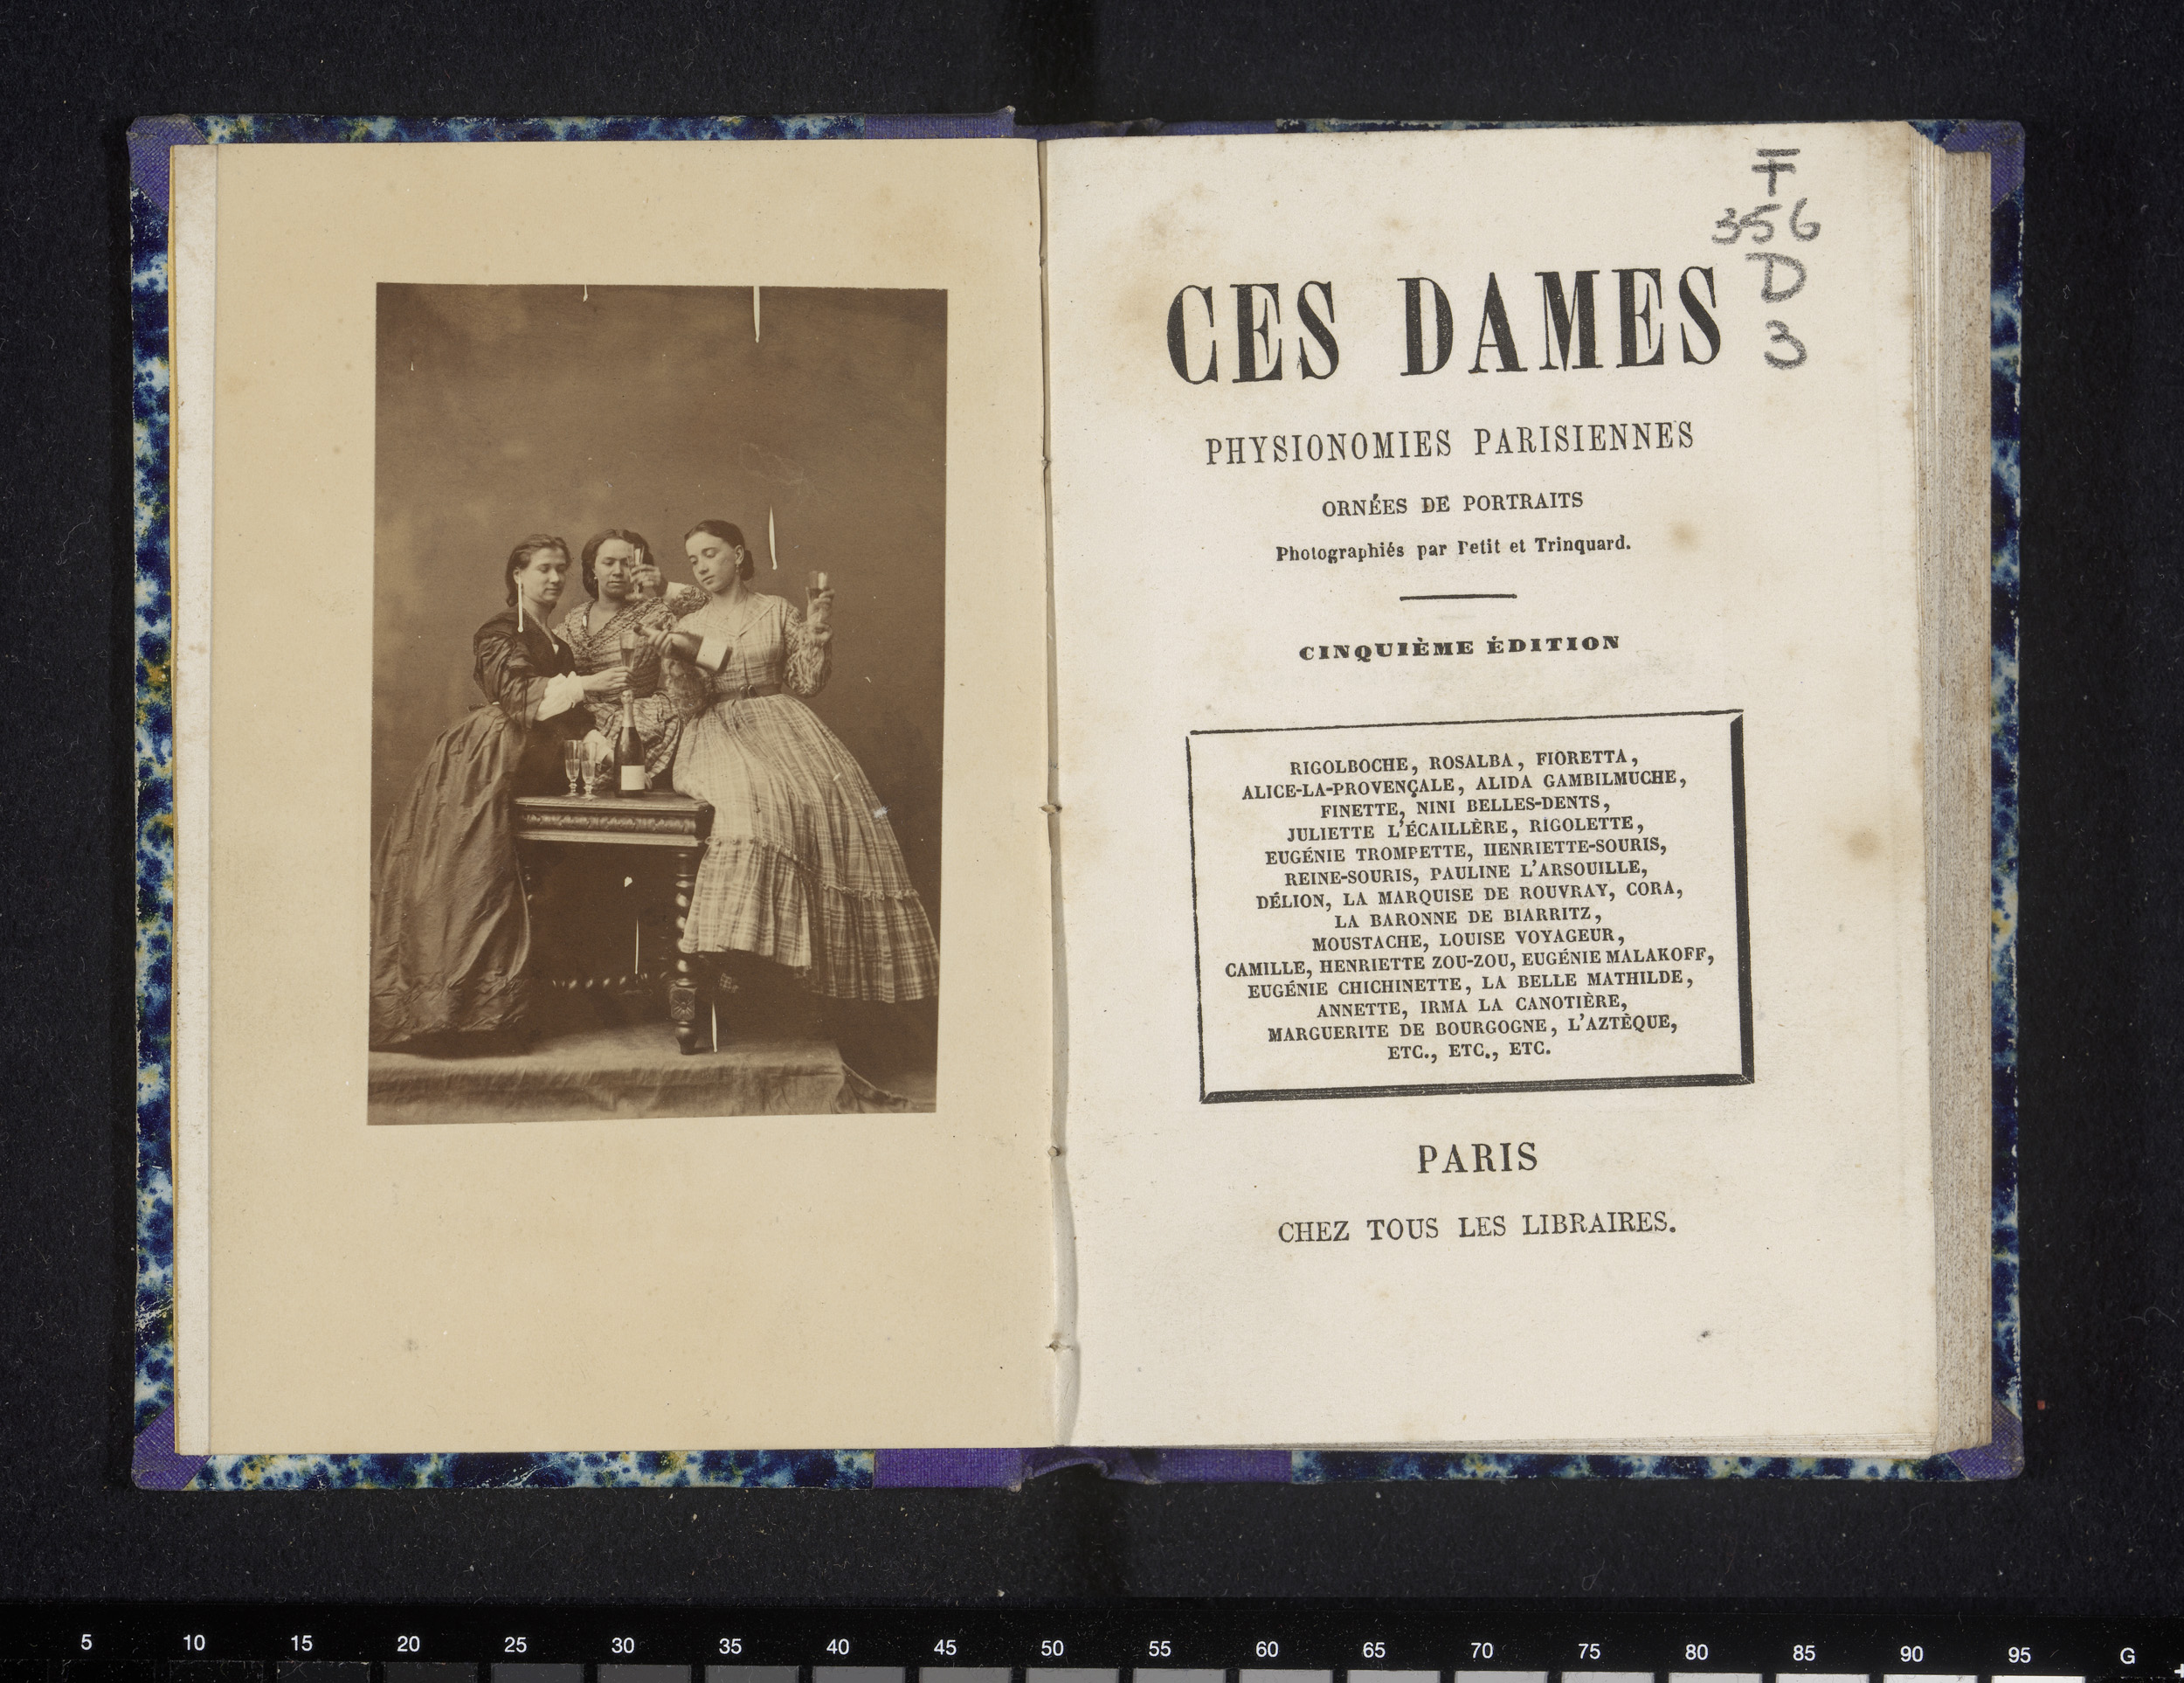 T
356
D
3
CES DAMES
PHYSIONOMIES PARISIENNES
ORNÉES DE PORTRAITS
Photographiés par Petit et Trinquard.
CINQUIÈME ÉDITION
RIGOLBOCHE, ROSALBA, FIORETTA,
ALICE-LA-PROVENÇALE, ALIDA GAMBILMUCHE,
FINETTE, NINI BELLES-DENTS,
JULIETTE L'ÉCAILLÈRE, RIGOLETTE,
EUGÉNIE TROMPETTE, HENRIETTE-SOURIS,
REINE-SOURIS, PAULINE L'ARSOUILLE,
DÉLION, LA MARQUISE DE ROUVRAY, CORA,
LA BARONNE DE BIARRITZ,
MOUSTACHE, LOUISE VOYAGEUR,
CAMILLE, HENRIETTE ZOU-ZOU, EUGÉNIE MALAKOFF,
EUGÉNIE CHICHINETTE, LA BELLE MATHILDE,
ANNETTE, IRMA LA CANOTIÈRE,
MARGUERITE DE BOURGOGNE, L'AZTÈQUE,
ETC., ETC., ETC.
PARIS
CHEZ TOUS LES LIBRAIRES.
5 10 15 20 25 30 35 40 45 50 55 60 65 70 75 80 85 90 95 G